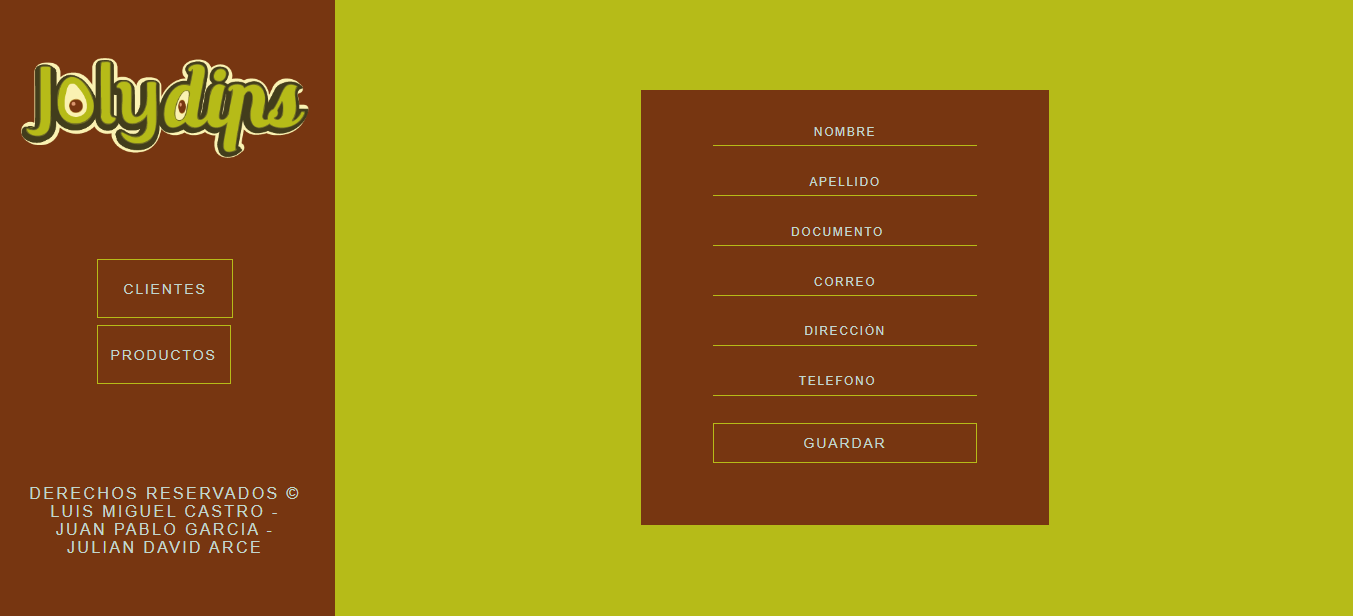 Jolydips
CLIENTES
PRODUCTOS
DERECHOS RESERVADOS ©
LUIS MIGUEL CASTRO -
JUAN PABLO GARCIA -
JULIAN DAVID ARCE
NOMBRE
APELLIDO
DOCUMENTO
CORREO
DIRECCIÓN
TELEFONO
GUARDAR